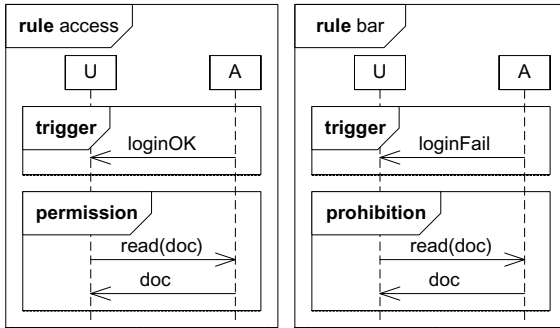 rule access
U A
trigger
loginOK
permission
read(doc)
doc
rule bar
U A
trigger
loginFail
prohibition
read(doc)
doc